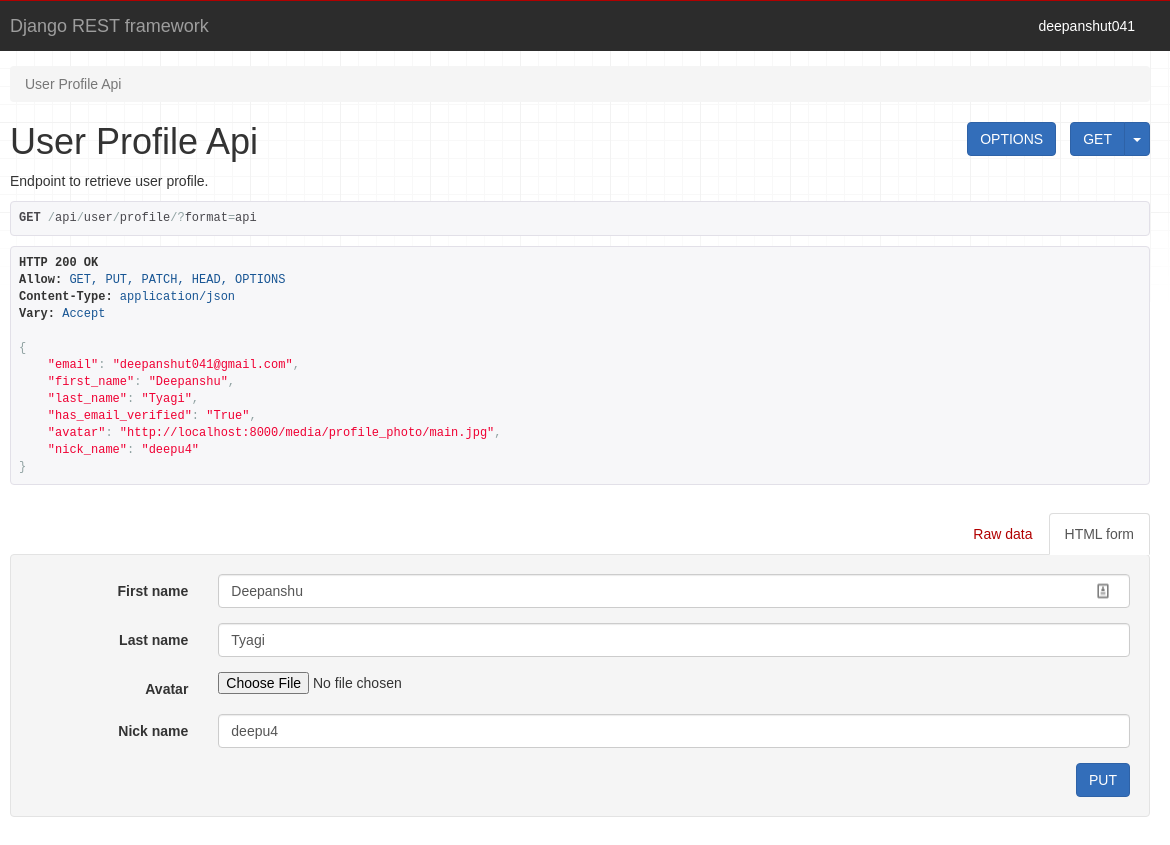 Django REST framework
deepanshut041
User Profile Api
User Profile Api
OPTIONS
GET
Endpoint to retrieve user profile.
GET /api/user/profile/?format=api
HTTP 200 OK
Allow: GET, PUT, PATCH, HEAD, OPTIONS
Content-Type: application/json
Vary: Accept
{
    "email": "deepanshut041@gmail.com",
    "first_name": "Deepanshu",
    "last_name": "Tyagi",
    "has_email_verified": "True",
    "avatar": "http://localhost:8000/media/profile_photo/main.jpg",
    "nick_name": "deepu4"
}
Raw data
HTML form
First name Deepanshu
Last name Tyagi
Avatar Choose File No file chosen
Nick name deepu4
PUT